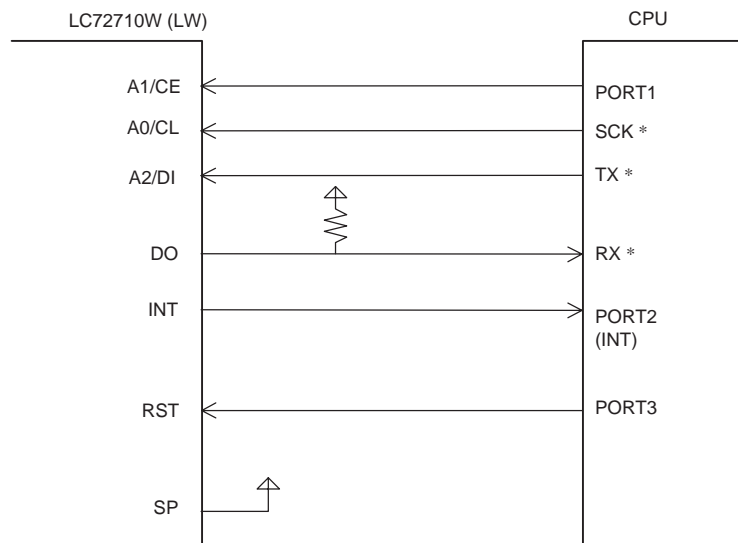 LC72710W (LW)
CPU
A1/CE
PORT1
A0/CL
SCK *
A2/DI
TX *
DO
RX *
INT
PORT2
(INT)
RST
PORT3
SP